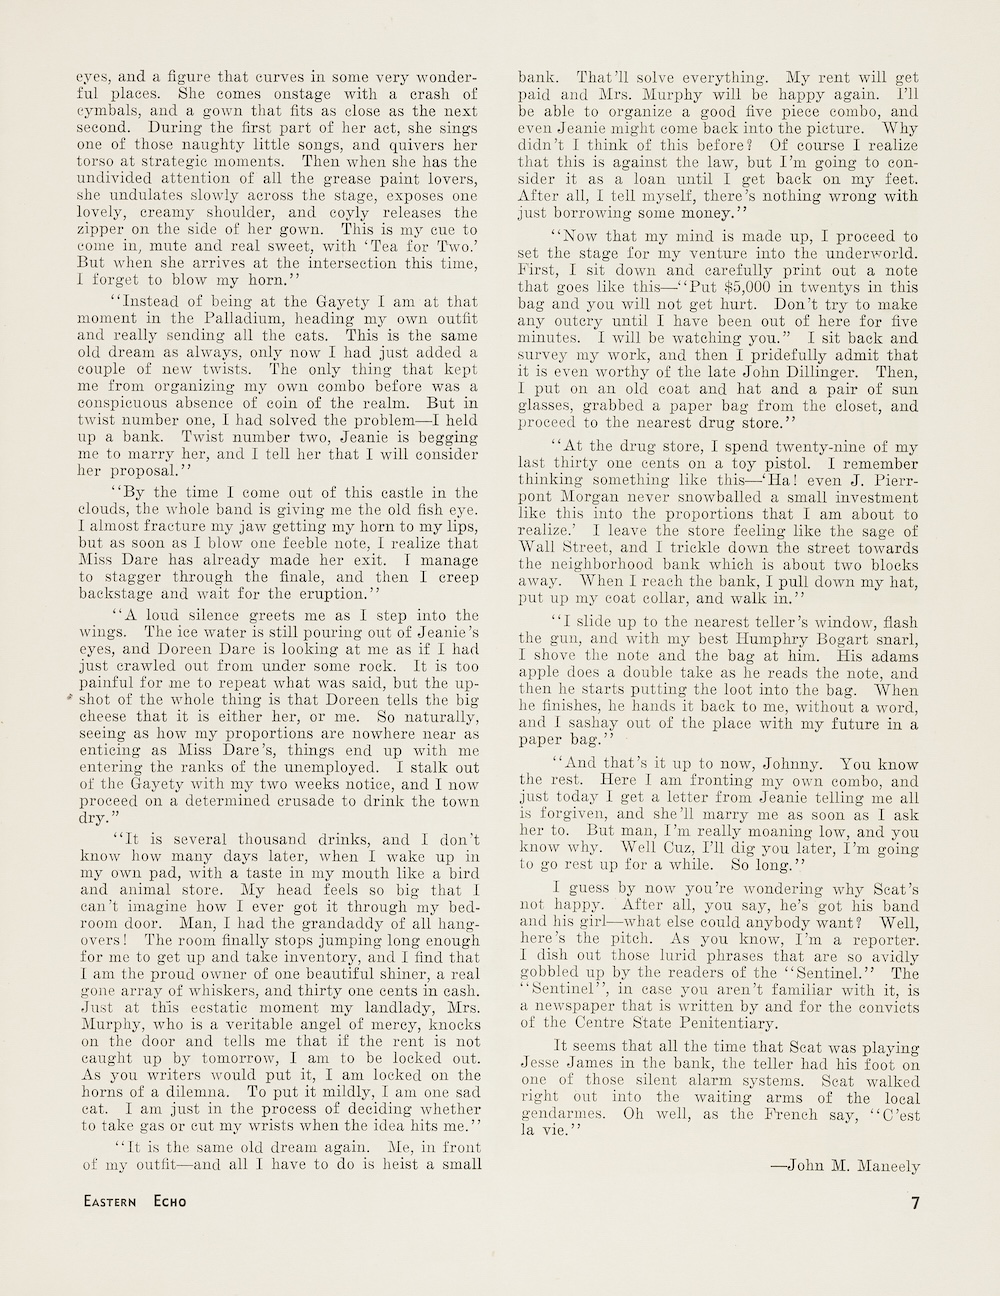 eyes, and a figure that curves in some very wonder-
ful places. She comes onstage with a crash of
cymbals, and a gown that fits as close as the next
second. During the first part of her act, she sings
one of those naughty little songs, and quivers her
torso at strategic moments. Then when she has the
undivided attention of all the grease paint lovers,
she undulates slowly across the stage, exposes one
lovely, creamy shoulder, and coyly releases the
zipper on the side of her gown. This is my cue to
come in, mute and real sweet, with ‘Tea for Two.’
But when she arrives at the intersection this time,
I forget to blow my horn.’’
‘‘Instead of being at the Gayety I am at that
moment in the Palladium, heading my own outfit
and really sending all the cats. This is the same
old dream as always, only now I had just added a
couple of new twists. The only thing that kept
me from organizing my own combo before was a
conspicuous absence of coin of the realm. But in
twist number one, I had solved the problem—I held
up a bank. Twist number two, Jeanie is begging
me to marry her, and I tell her that I will consider
her proposal.’’
‘‘By the time I come out of this castle in the
clouds, the whole band is giving me the old fish eye.
I almost fracture my jaw getting my horn to my lips,
but as soon as I blow one feeble note, I realize that
Miss Dare has already made her exit. I manage
to stagger through the finale, and then I creep
backstage and wait for the eruption.’’
‘‘A loud silence greets me as I step into the
wings. The ice water is still pouring out of Jeanie’s
eyes, and Doreen Dare is looking at me as if I had
just crawled out from under some rock. It is too
painful for me to repeat what was said, but the up-
shot of the whole thing is that Doreen tells the big
cheese that it is either her, or me. So naturally,
seeing as how my proportions are nowhere near as
enticing as Miss Dare’s, things end up with me
entering the ranks of the unemployed. I stalk out
of the Gayety with my two weeks notice, and I now
proceed on a determined crusade to drink the town
dry.”
‘‘It is several thousand drinks, and I don’t
know how many days later, when I wake up in
my own pad, with a taste in my mouth like a bird
and animal store. My head feels so big that I
can’t imagine how I ever got it through my bed-
room door. Man, I had the grandaddy of all hang-
overs! The room finally stops jumping long enough
for me to get up and take inventory, and I find that
I am the proud owner of one beautiful shiner, a real
gone array of whiskers, and thirty one cents in cash.
Just at this ecstatic moment my landlady, Mrs.
Murphy, who is a veritable angel of mercy, knocks
on the door and tells me that if the rent is not
caught up by tomorrow, I am to be locked out.
As you writers would put it, I am locked on the
horns of a dilemna. To put it mildly, I am one sad
cat. I am just in the process of deciding whether
to take gas or cut my wrists when the idea hits me.’’
‘‘It is the same old dream again. Me, in front
of my outfit—and all I have to do is heist a small
bank. That’ll solve everything. My rent will get
paid and Mrs. Murphy will be happy again. I’ll
be able to organize a good five piece combo, and
even Jeanie might come back into the picture. Why
didn’t I think of this before? Of course I realize
that this is against the law, but I’m going to con-
sider it as a loan until I get back on my feet.
After all, I tell myself, there’s nothing wrong with
just borrowing some money.’’
‘‘Now that my mind is made up, I proceed to
set the stage for my venture into the underworld.
First, I sit down and carefully print out a note
that goes like this—‘‘Put $5,000 in twentys in this
bag and you will not get hurt. Don’t try to make
any outcry until I have been out of here for five
minutes. I will be watching you.” I sit back and
survey my work, and then I pridefully admit that
it is even worthy of the late John Dillinger. Then,
I put on an old coat and hat and a pair of sun
glasses, grabbed a paper bag from the closet, and
proceed to the nearest drug store.’’
‘‘At the drug store, I spend twenty-nine of my
last thirty one cents on a toy pistol. I remember
thinking something like this—‘Ha! even J. Pierr-
pont Morgan never snowballed a small investment
like this into the proportions that I am about to
realize.’ I leave the store feeling like the sage of
Wall Street, and I trickle down the street towards
the neighborhood bank which is about two blocks
away. When I reach the bank, I pull down my hat,
put up my coat collar, and walk in.’’
‘‘I slide up to the nearest teller’s window, flash
the gun, and with my best Humphry Bogart snarl,
I shove the note and the bag at him. His adams
apple does a double take as he reads the note, and
then he starts putting the loot into the bag. When
he finishes, he hands it back to me, without a word,
and I sashay out of the place with my future in a
paper bag.’’
‘‘And that’s it up to now, Johnny. You know
the rest. Here I am fronting my own combo, and
just today I get a letter from Jeanie telling me all
is forgiven, and she’ll marry me as soon as I ask
her to. But man, I’m really moaning low, and you
know why. Well Cuz, I’ll dig you later, I’m going
to go rest up for a while. So long.’’
I guess by now you’re wondering why Scat’s
not happy. After all, you say, he’s got his band
and his girl—what else could anybody want? Well,
here’s the pitch. As you know, I’m a reporter.
I dish out those lurid phrases that are so avidly
gobbled up by the readers of the ‘‘Sentinel.’’ The
‘‘Sentinel’’, in case you aren’t familiar with it, is
a newspaper that is written by and for the convicts
of the Centre State Penitentiary.
It seems that all the time that Scat was playing
Jesse James in the bank, the teller had his foot on
one of those silent alarm systems. Scat walked
right out into the waiting arms of the local
gendarmes. Oh well, as the French say, ‘‘C’est
la vie.’’
—John M. Maneely
Eastern Echo
7